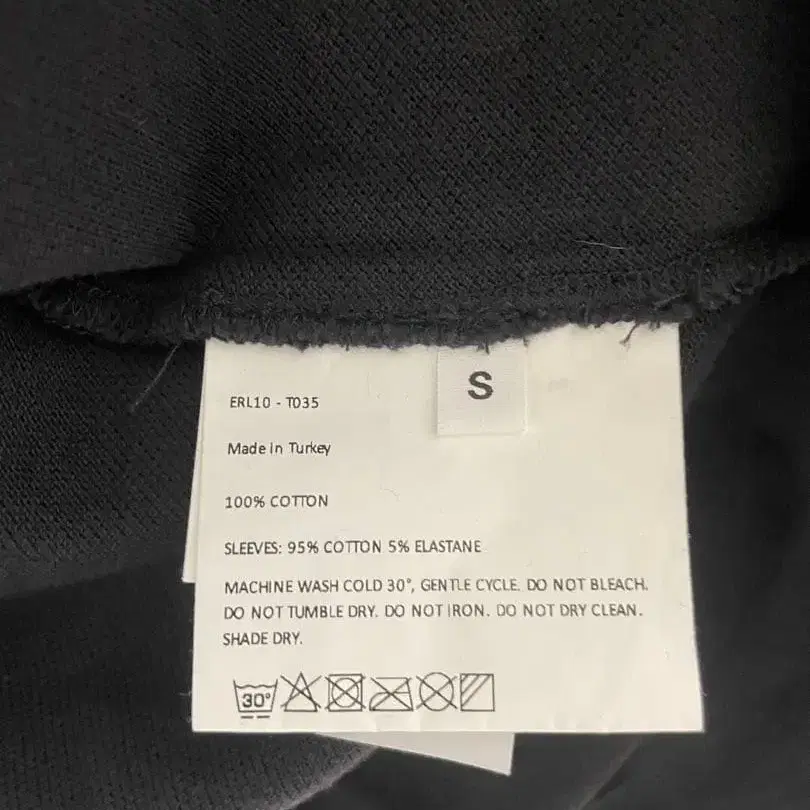 S
ERL10 - T035
Made in Turkey
100% COTTON
SLEEVES: 95% COTTON 5% ELASTANE
MACHINE WASH COLD 30°, GENTLE CYCLE. DO NOT BLEACH.
DO NOT TUMBLE DRY. DO NOT IRON. DO NOT DRY CLEAN.
SHADE DRY.
30°